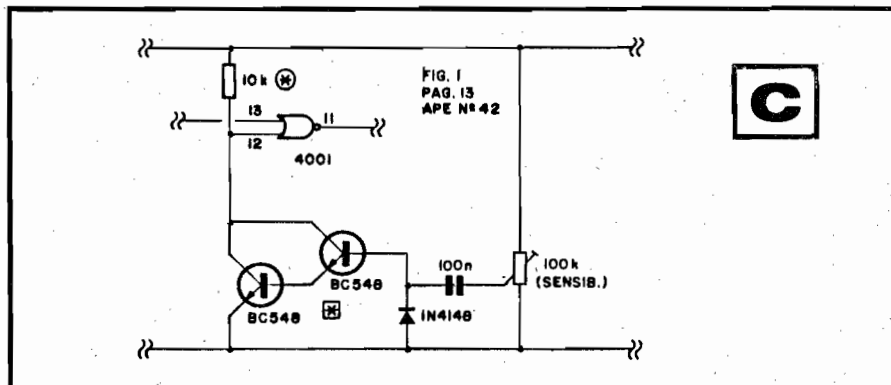 10k *
FIG. 1
PAG. 13
APE Nº 42
C
13
11
12
4001
BC548
BC548
*
100n
1N4148
100k
(SENSIB.)